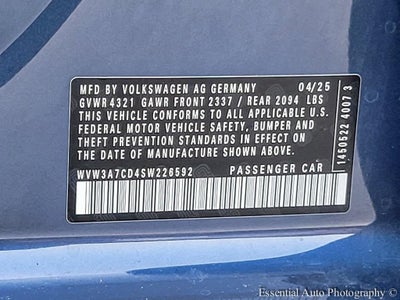 MFD BY VOLKSWAGEN AG GERMANY 04/25
GVWR 4321 GAWR FRONT 2337 / REAR 2094 LBS
THIS VEHICLE CONFORMS TO ALL APPLICABLE U.S.
FEDERAL MOTOR VEHICLE SAFETY, BUMPER AND
THEFT PREVENTION STANDARDS IN EFFECT ON THE
DATE OF MANUFACTURE SHOWN ABOVE
WVW3A7CD4SW226592 PASSENGER CAR
1450522 4007 3
Essential Auto Photography ©